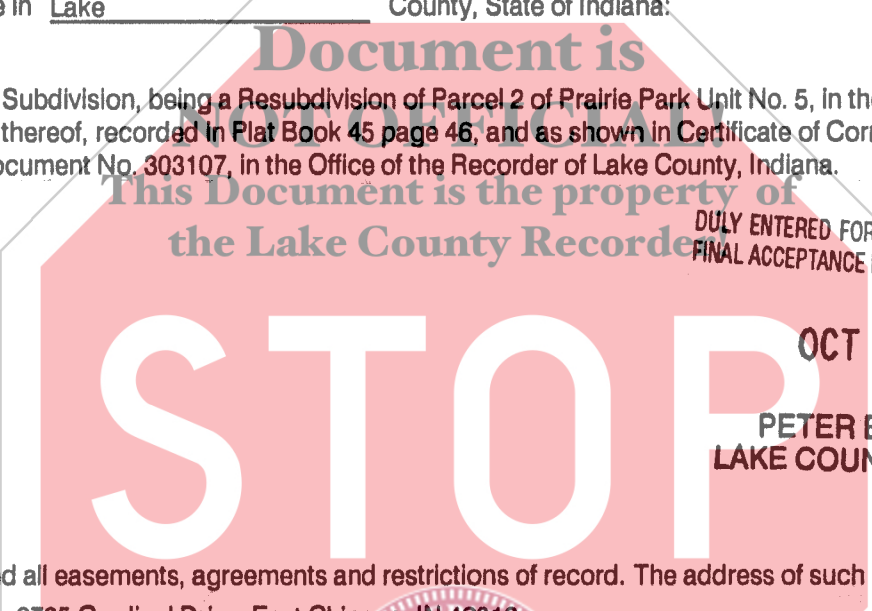 e in Lake County, State of Indiana:
Document is
Subdivision, being a Resubdivision of Parcel 2 of Prairie Park Unit No. 5, in the
NOT OFFICIAL!
thereof, recorded in Plat Book 45 page 46, and as shown in Certificate of Corr
ocument No. 303107, in the Office of the Recorder of Lake County, Indiana.
This Document is the property of
DULY ENTERED FOR
the Lake County Recorder!
FINAL ACCEPTANCE
STOP
OCT
PETER
LAKE COUN
d all easements, agreements and restrictions of record. The address of such